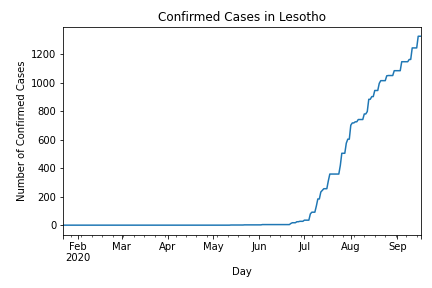 Confirmed Cases in Lesotho
Number of Confirmed Cases
1200
1000
800
600
400
200
0
Feb Mar Apr May Jun Jul Aug Sep
2020
Day